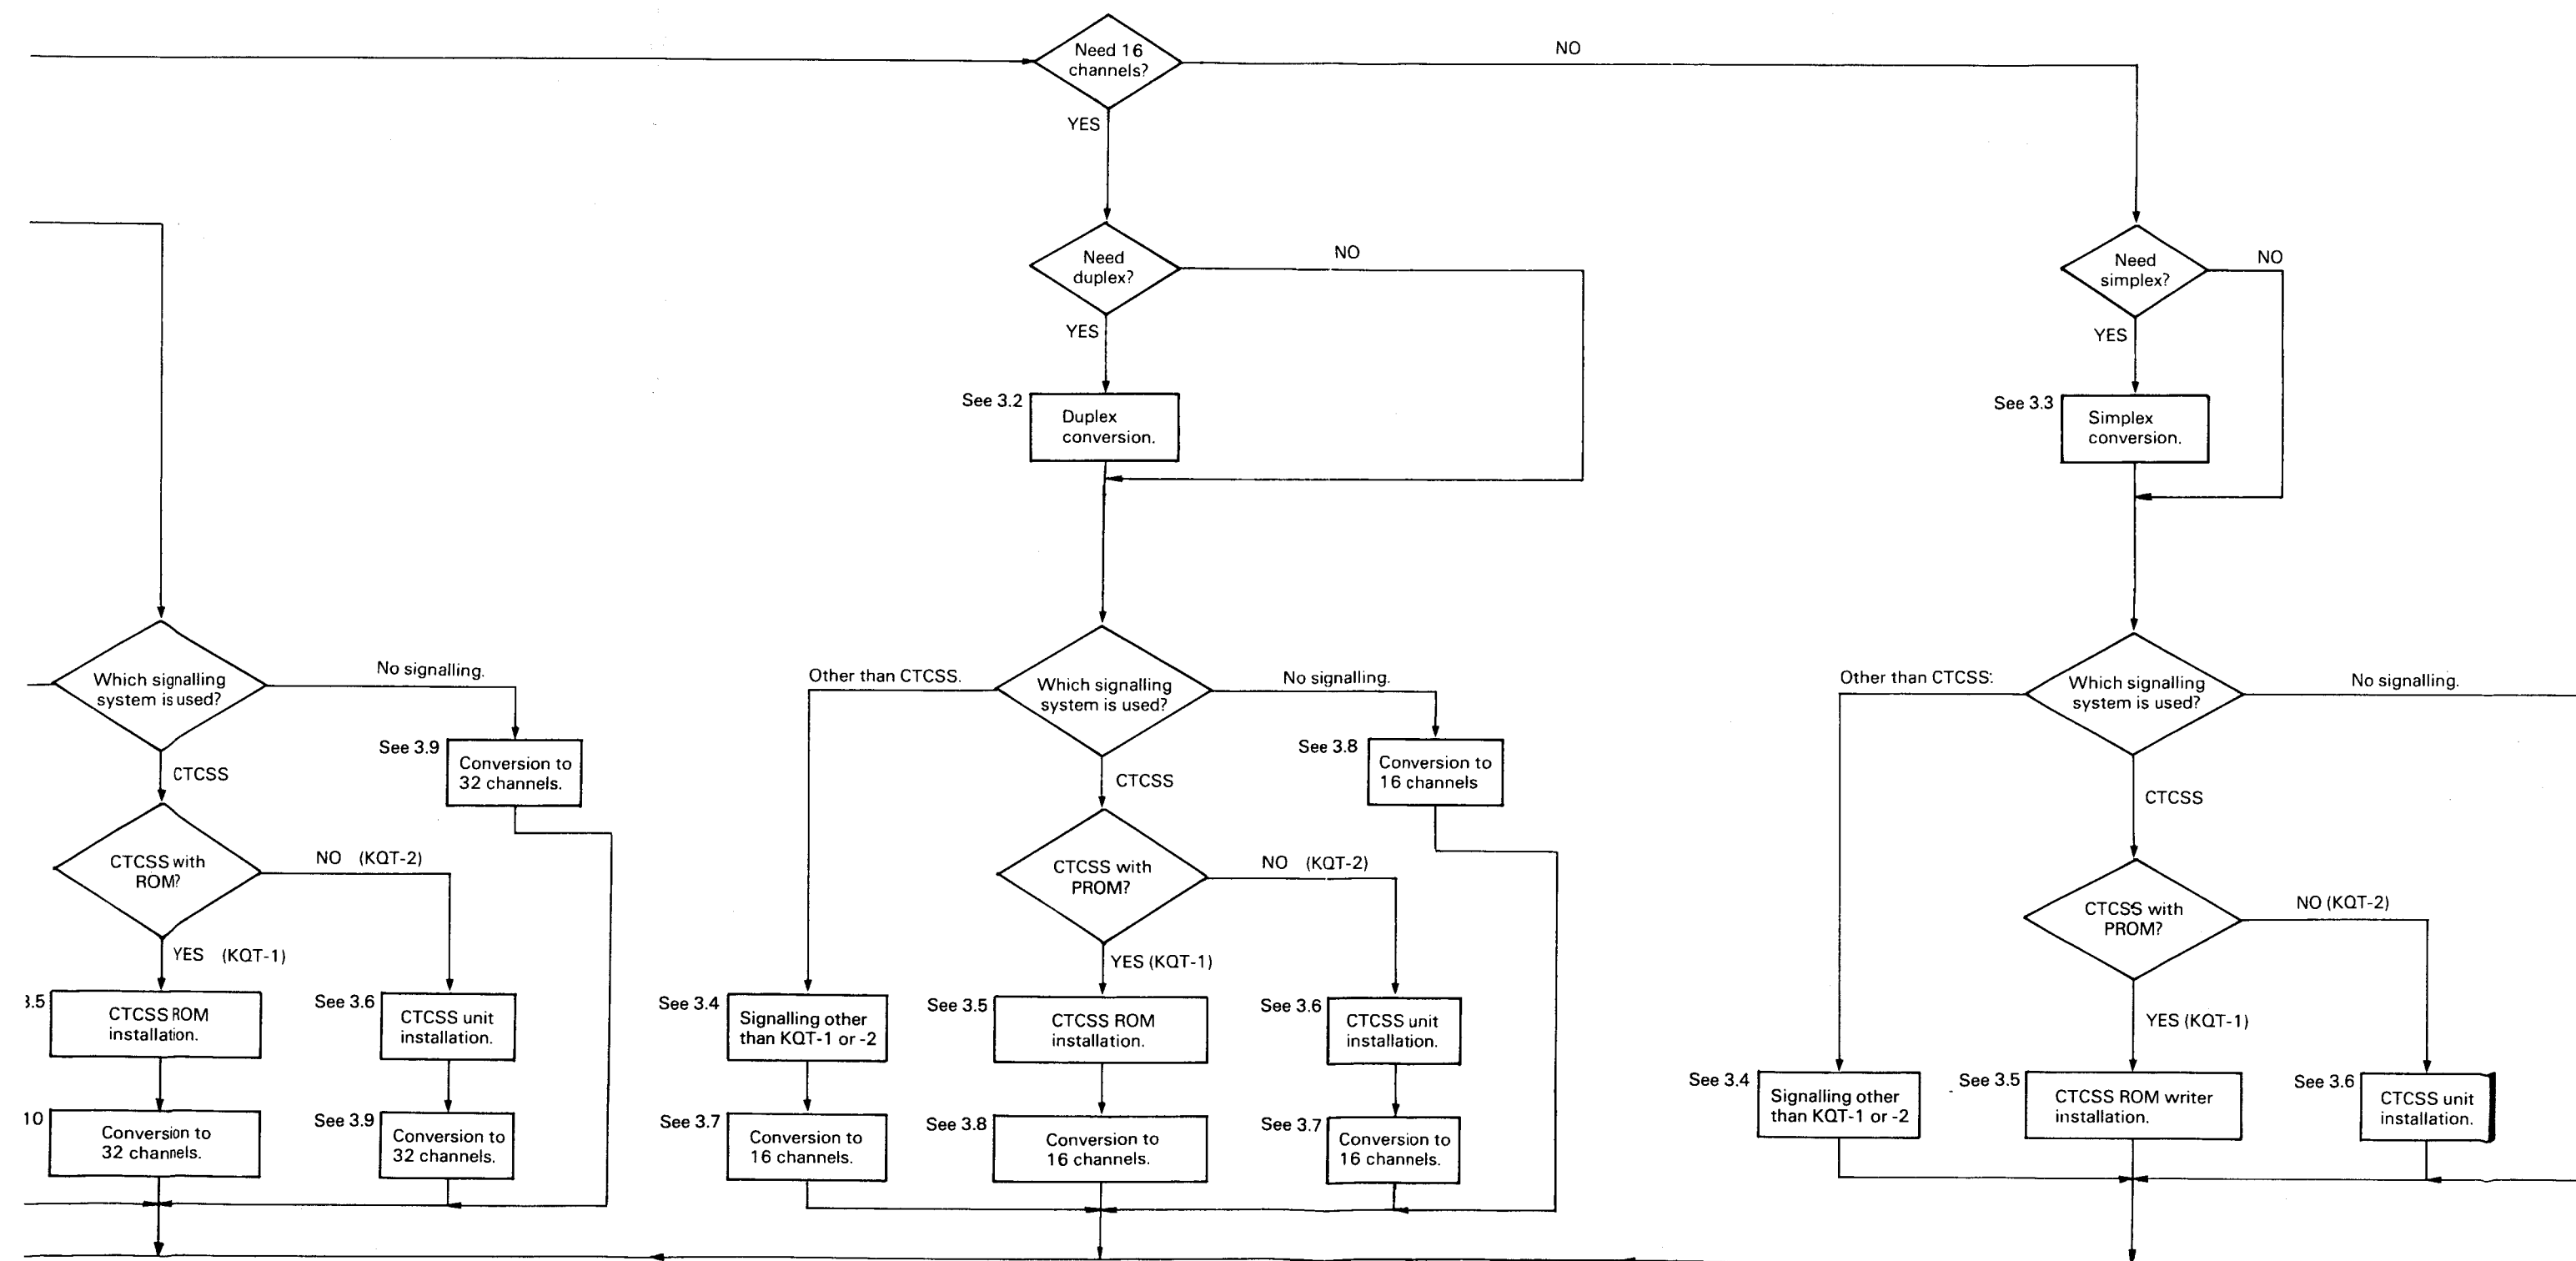 Need 16
channels?
NO
YES
Need
duplex?
NO
YES
See 3.2
Duplex
conversion.
Need
simplex?
NO
YES
See 3.3
Simplex
conversion.
Which signalling
system is used?
No signalling.
See 3.9
Conversion to
32 channels.
CTCSS
CTCSS with
ROM?
NO (KQT-2)
YES (KQT-1)
3.5
CTCSS ROM
installation.
See 3.6
CTCSS unit
installation.
10
Conversion to
32 channels.
See 3.9
Conversion to
32 channels.
Other than CTCSS.
Which signalling
system is used?
No signalling.
See 3.8
Conversion to
16 channels
CTCSS
CTCSS with
PROM?
NO (KQT-2)
YES (KQT-1)
See 3.4
Signalling other
than KQT-1 or -2
See 3.5
CTCSS ROM
installation.
See 3.6
CTCSS unit
installation.
See 3.7
Conversion to
16 channels.
See 3.8
Conversion to
16 channels.
See 3.7
Conversion to
16 channels.
Other than CTCSS.
Which signalling
system is used?
No signalling.
CTCSS
CTCSS with
PROM?
NO (KQT-2)
YES (KQT-1)
See 3.4
Signalling other
than KQT-1 or -2
See 3.5
CTCSS ROM writer
installation.
See 3.6
CTCSS unit
installation.